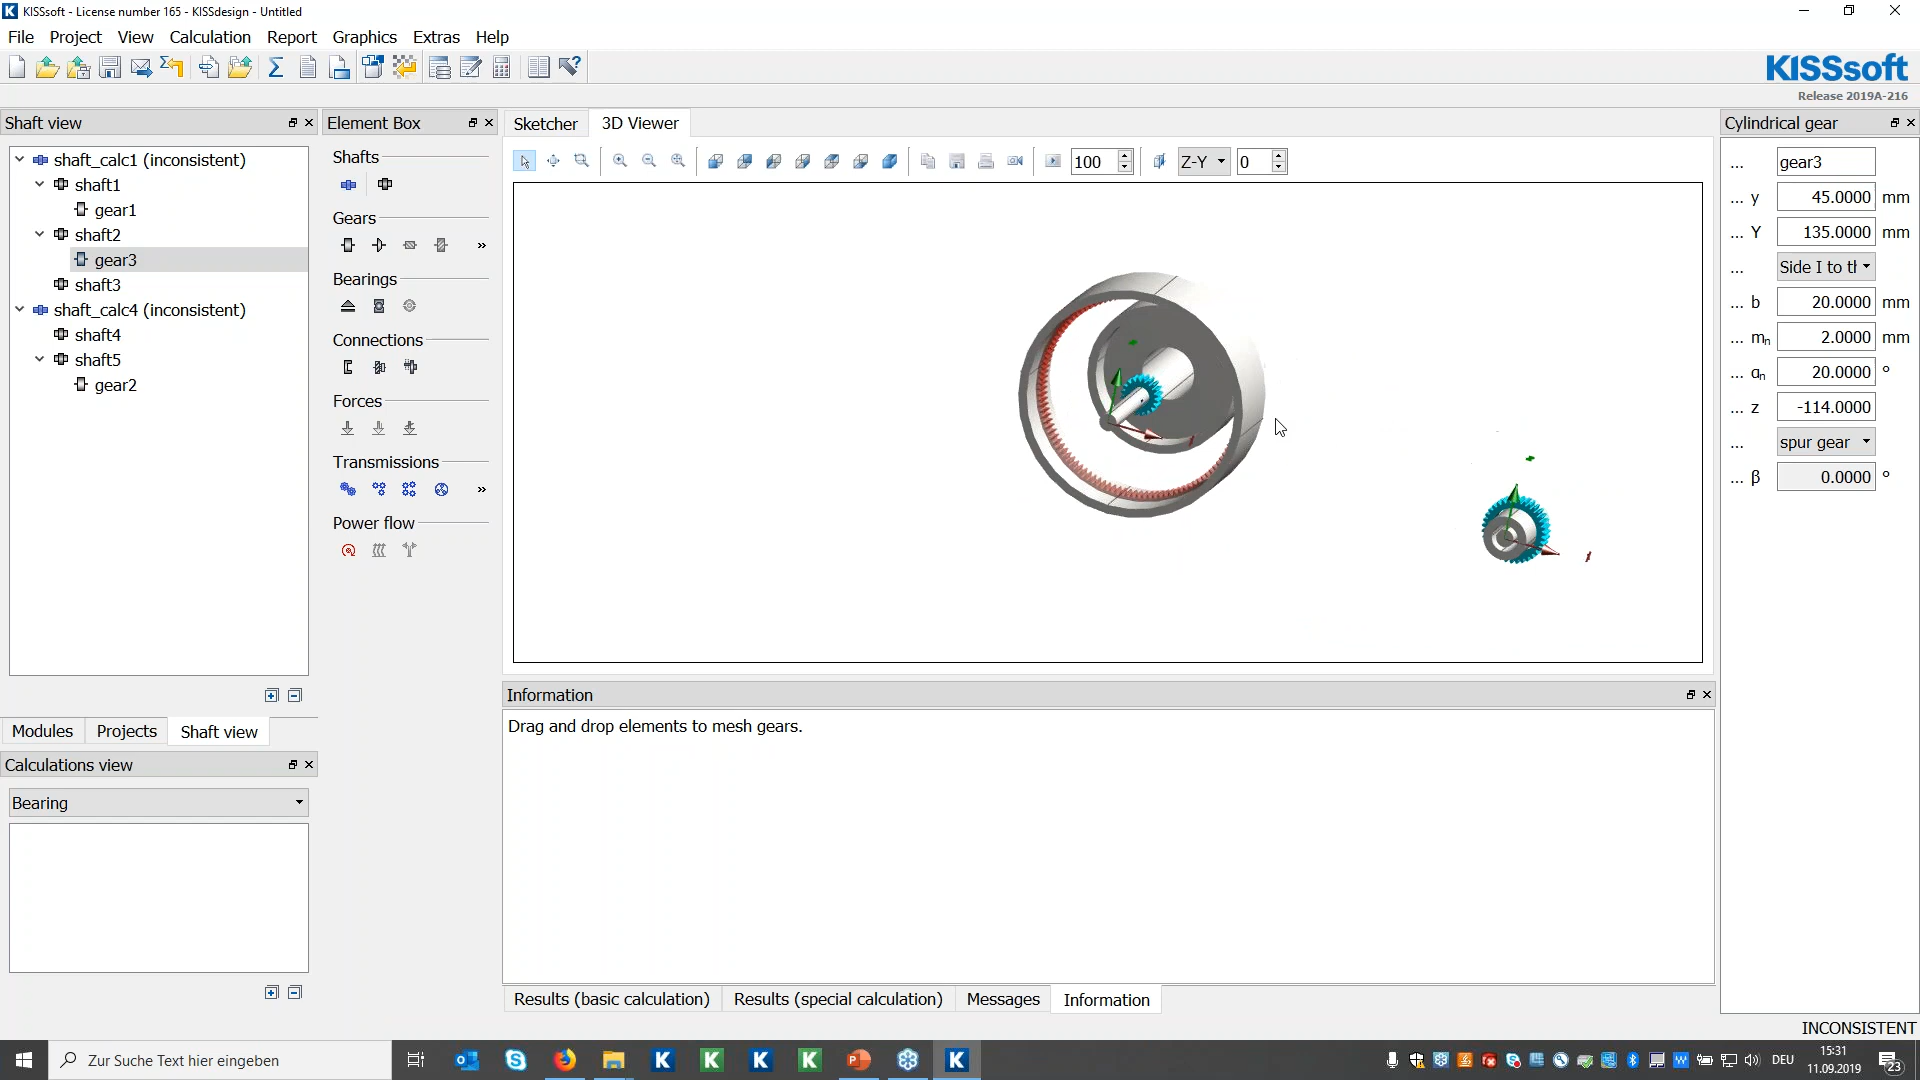 KISSsoft - License number 165 - KISSdesign - Untitled
File Project View Calculation Report Graphics Extras Help
KISSsoft
Release 2019A-216
Shaft view
shaft_calc1 (inconsistent)
shaft1
gear1
shaft2
gear3
shaft3
shaft_calc4 (inconsistent)
shaft4
shaft5
gear2
Modules Projects Shaft view
Calculations view
Bearing
Element Box
Shafts
Gears
Bearings
Connections
Forces
Transmissions
Power flow
Sketcher 3D Viewer
100 Z-Y 0
Information
Drag and drop elements to mesh gears.
Results (basic calculation) Results (special calculation) Messages Information
Cylindrical gear
... gear3
... y 45.0000 mm
... Y 135.0000 mm
... Side I to th
... b 20.0000 mm
... mn 2.0000 mm
... αn 20.0000 °
... z -114.0000
... spur gear
... β 0.0000 °
INCONSISTENT
Zur Suche Text hier eingeben
DEU
15:31
11.09.2019
23